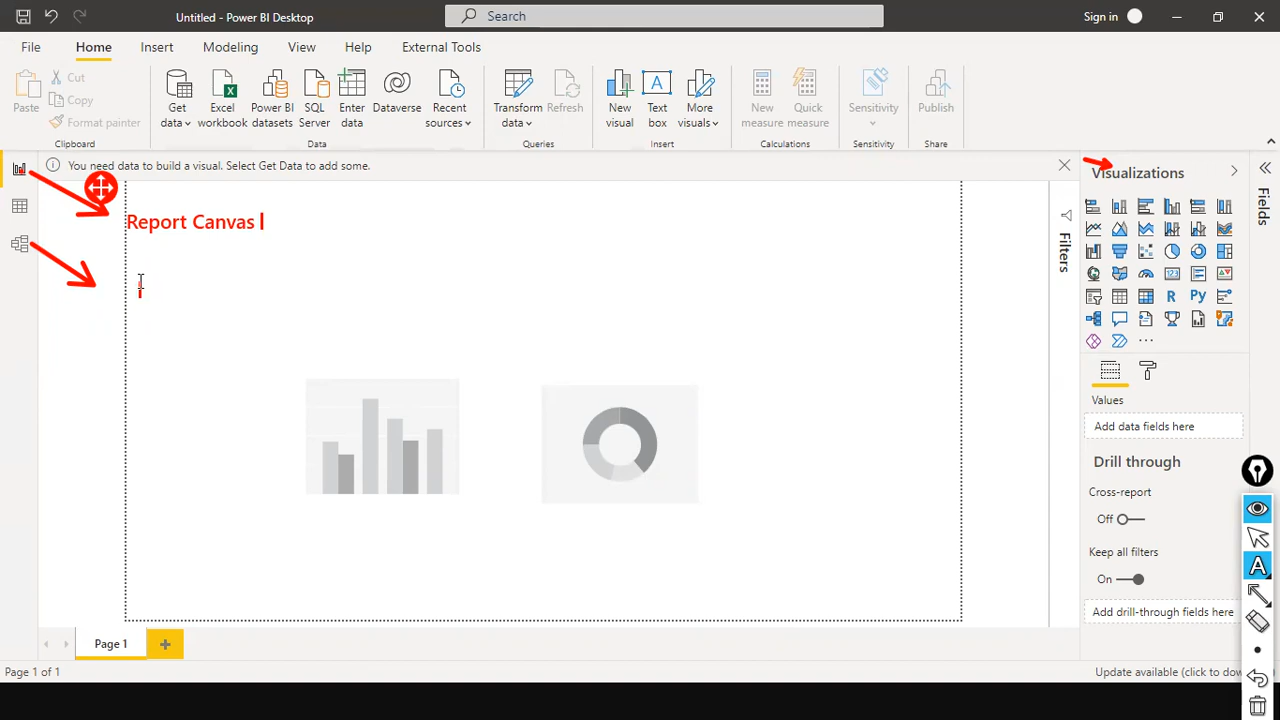 Untitled - Power BI Desktop
Search
Sign in
File Home Insert Modeling View Help External Tools
Paste
Cut
Copy
Format painter
Clipboard
Get data
Excel workbook
Power BI datasets
SQL Server
Enter data
Dataverse
Recent sources
Data
Transform data
Refresh
Queries
New visual
Text box
More visuals
Insert
New measure
Quick measure
Calculations
Sensitivity
Sensitivity
Publish
Share
You need data to build a visual. Select Get Data to add some.
Report Canvas
Filters
Visualizations
Fields
R
Py
123
Values
Add data fields here
Drill through
Cross-report
Off
Keep all filters
On
Add drill-through fields here
A
Page 1
Page 1 of 1
Update available (click to dow